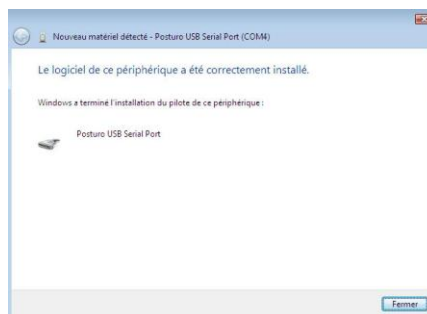 Nouveau matériel détecté - Posturo USB Serial Port (COM4)
Le logiciel de ce périphérique a été correctement installé.
Windows a terminé l'installation du pilote de ce périphérique :
Posturo USB Serial Port
Fermer